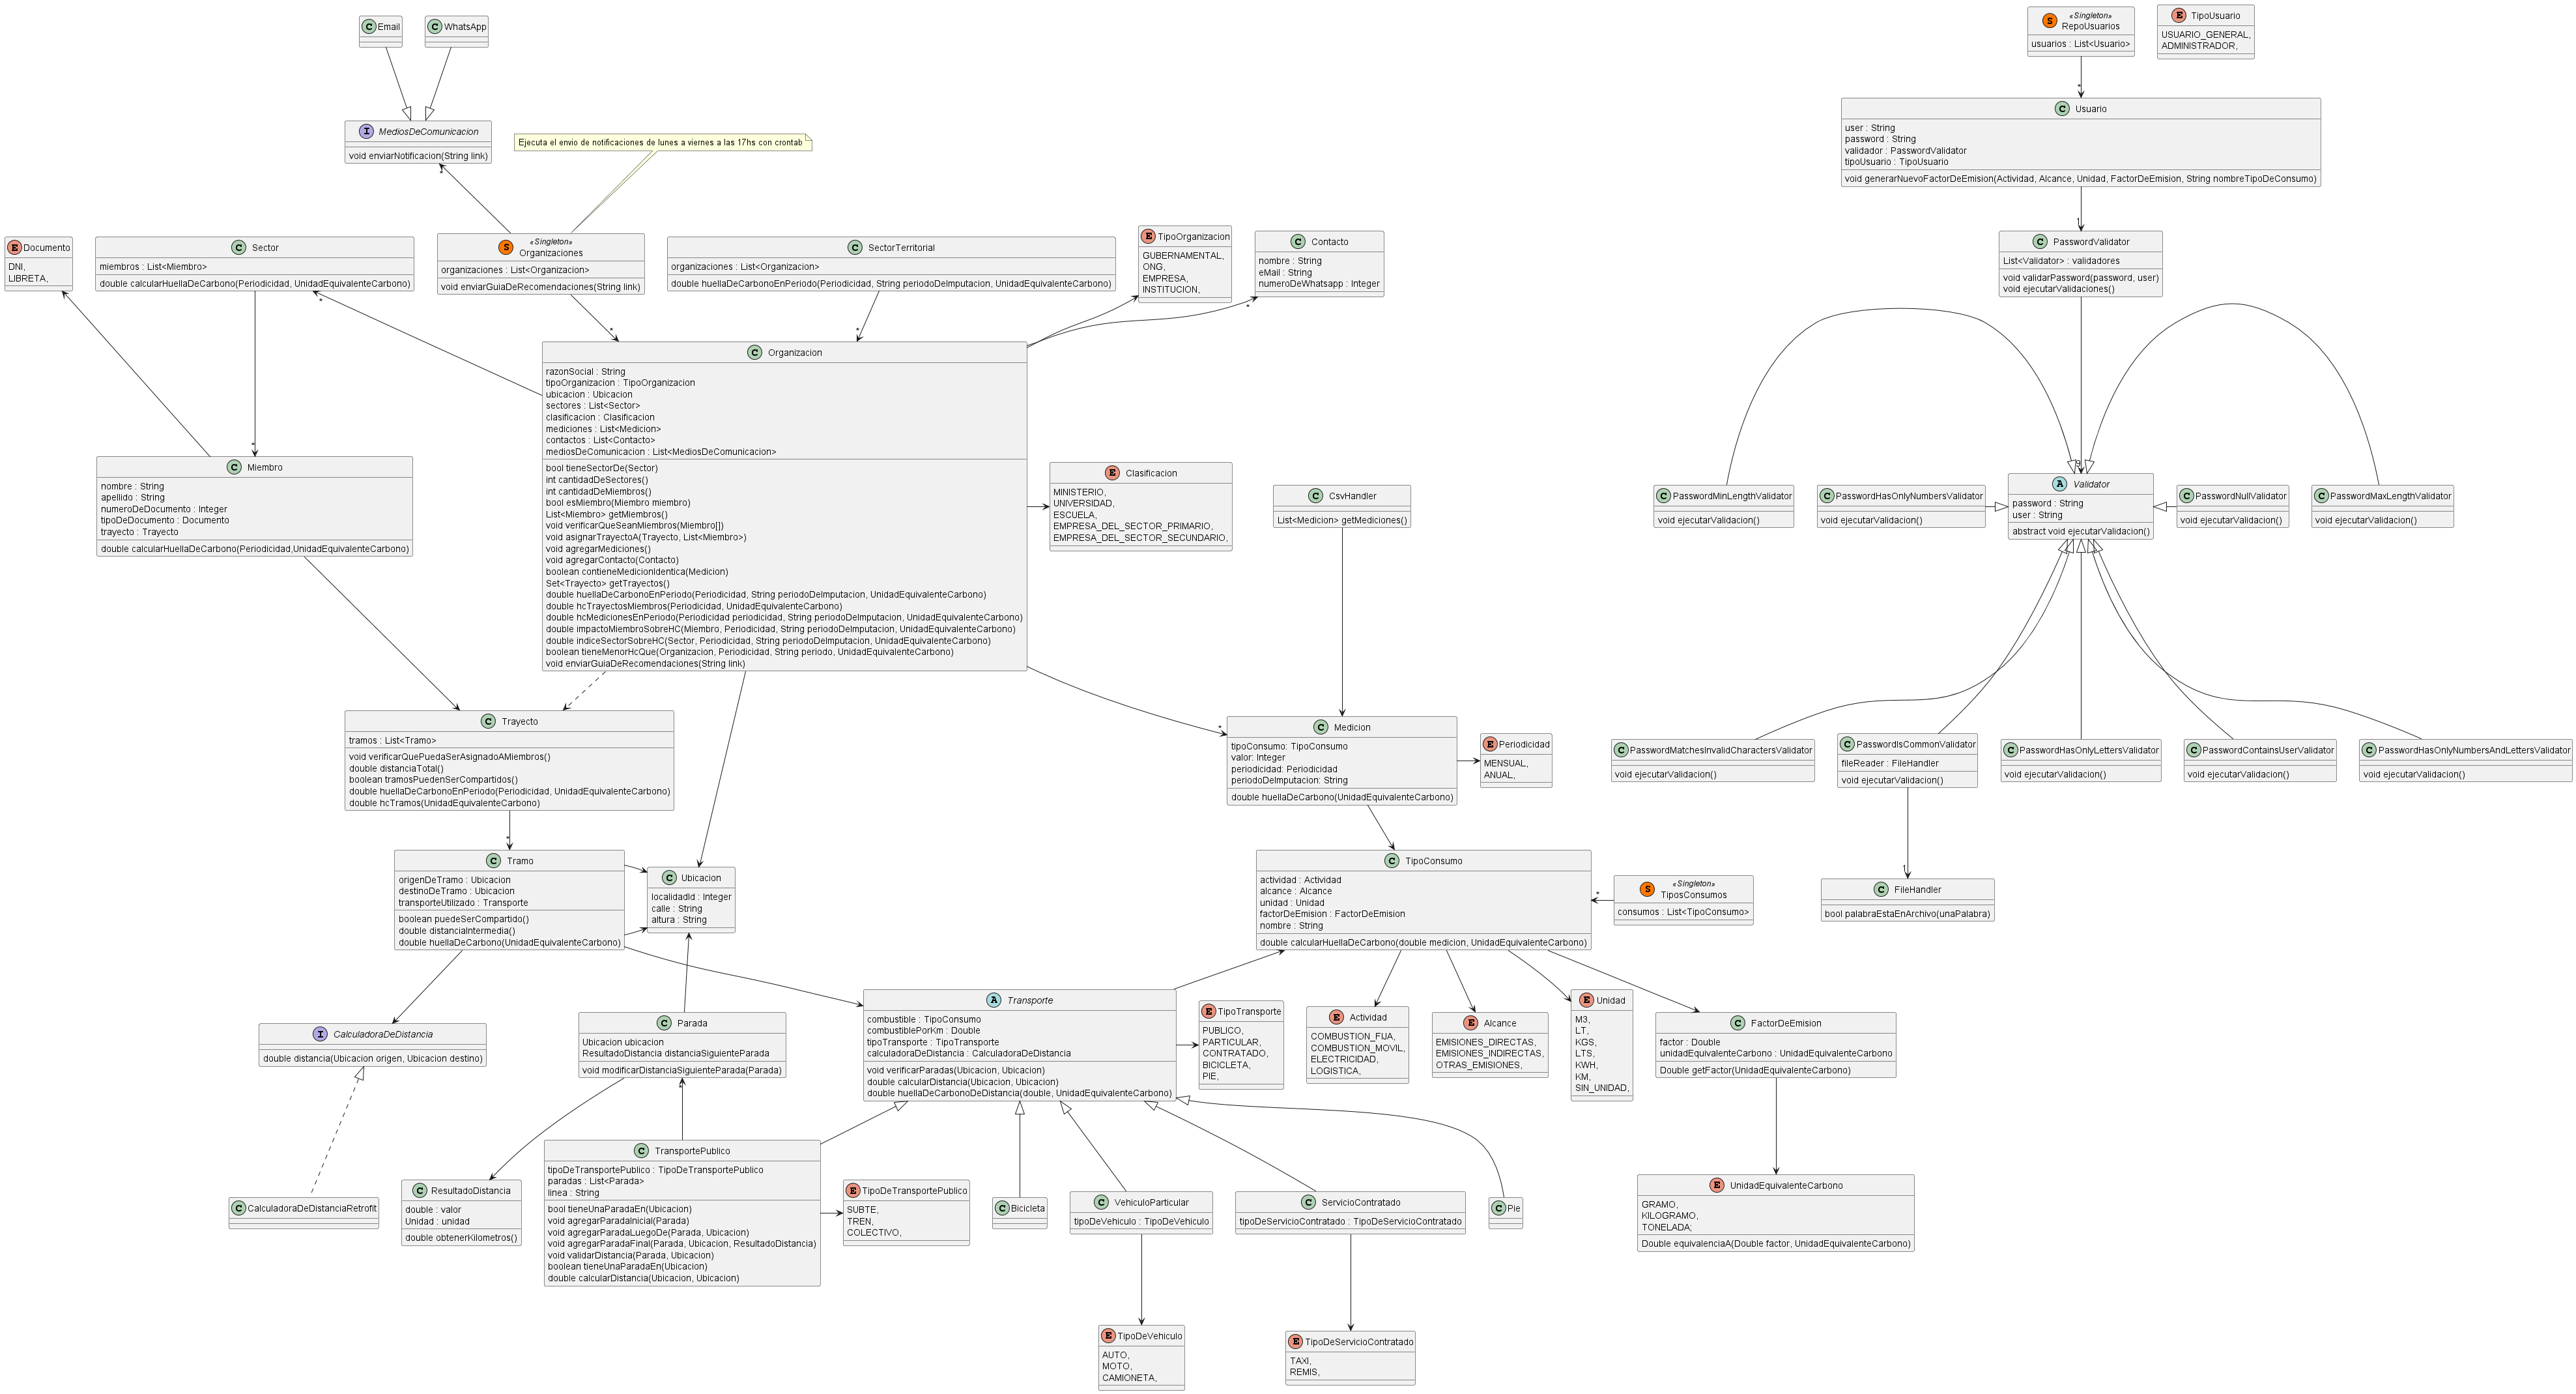 C Email
C WhatsApp
I MediosDeComunicacion
void enviarNotificacion(String link)
*
Ejecuta el envio de notificaciones de lunes a viernes a las 17hs con crontab
E Documento
DNI,
LIBRETA,
C Sector
miembros : List<Miembro>
double calcularHuellaDeCarbono(Periodicidad, UnidadEquivalenteCarbono)
*
S «Singleton»
Organizaciones
organizaciones : List<Organizacion>
void enviarGuiaDeRecomendaciones(String link)
*
C SectorTerritorial
organizaciones : List<Organizacion>
double huellaDeCarbonoEnPeriodo(Periodicidad, String periodoDeImputacion, UnidadEquivalenteCarbono)
*
E TipoOrganizacion
GUBERNAMENTAL,
ONG,
EMPRESA,
INSTITUCION,
C Contacto
nombre : String
eMail : String
numeroDeWhatsapp : Integer
*
C Organizacion
razonSocial : String
tipoOrganizacion : TipoOrganizacion
ubicacion : Ubicacion
sectores : List<Sector>
clasificacion : Clasificacion
mediciones : List<Medicion>
contactos : List<Contacto>
mediosDeComunicacion : List<MediosDeComunicacion>
bool tieneSectorDe(Sector)
int cantidadDeSectores()
int cantidadDeMiembros()
bool esMiembro(Miembro miembro)
List<Miembro> getMiembros()
void verificarQueSeanMiembros(Miembro[])
void asignarTrayectoA(Trayecto, List<Miembro>)
void agregarMediciones()
void agregarContacto(Contacto)
boolean contieneMedicionIdentica(Medicion)
Set<Trayecto> getTrayectos()
double huellaDeCarbonoEnPeriodo(Periodicidad, String periodoDeImputacion, UnidadEquivalenteCarbono)
double hcTrayectosMiembros(Periodicidad, UnidadEquivalenteCarbono)
double hcMedicionesEnPeriodo(Periodicidad periodicidad, String periodoDeImputacion, UnidadEquivalenteCarbono)
double impactoMiembroSobreHC(Miembro, Periodicidad, String periodoDeImputacion, UnidadEquivalenteCarbono)
double indiceSectorSobreHC(Sector, Periodicidad, String periodoDeImputacion, UnidadEquivalenteCarbono)
boolean tieneMenorHcQue(Organizacion, Periodicidad, String periodo, UnidadEquivalenteCarbono)
void enviarGuiaDeRecomendaciones(String link)
*
C Miembro
nombre : String
apellido : String
numeroDeDocumento : Integer
tipoDeDocumento : Documento
trayecto : Trayecto
double calcularHuellaDeCarbono(Periodicidad,UnidadEquivalenteCarbono)
E Clasificacion
MINISTERIO,
UNIVERSIDAD,
ESCUELA,
EMPRESA_DEL_SECTOR_PRIMARIO,
EMPRESA_DEL_SECTOR_SECUNDARIO,
C CsvHandler
List<Medicion> getMediciones()
C Trayecto
tramos : List<Tramo>
void verificarQuePuedaSerAsignadoAMiembros()
double distanciaTotal()
boolean tramosPuedenSerCompartidos()
double huellaDeCarbonoEnPeriodo(Periodicidad, UnidadEquivalenteCarbono)
double hcTramos(UnidadEquivalenteCarbono)
*
*
C Medicion
tipoConsumo: TipoConsumo
valor: Integer
periodicidad: Periodicidad
periodoDeImputacion: String
double huellaDeCarbono(UnidadEquivalenteCarbono)
E Periodicidad
MENSUAL,
ANUAL,
C Tramo
origenDeTramo : Ubicacion
destinoDeTramo : Ubicacion
transporteUtilizado : Transporte
boolean puedeSerCompartido()
double distanciaIntermedia()
double huellaDeCarbono(UnidadEquivalenteCarbono)
C Ubicacion
localidadId : Integer
calle : String
altura : String
C TipoConsumo
actividad : Actividad
alcance : Alcance
unidad : Unidad
factorDeEmision : FactorDeEmision
nombre : String
double calcularHuellaDeCarbono(double medicion, UnidadEquivalenteCarbono)
*
S «Singleton»
TiposConsumos
consumos : List<TipoConsumo>
I CalculadoraDeDistancia
double distancia(Ubicacion origen, Ubicacion destino)
C Parada
Ubicacion ubicacion
ResultadoDistancia distanciaSiguienteParada
void modificarDistanciaSiguienteParada(Parada)
*
A Transporte
combustible : TipoConsumo
combustiblePorKm : Double
tipoTransporte : TipoTransporte
calculadoraDeDistancia : CalculadoraDeDistancia
void verificarParadas(Ubicacion, Ubicacion)
double calcularDistancia(Ubicacion, Ubicacion)
double huellaDeCarbonoDeDistancia(double, UnidadEquivalenteCarbono)
E TipoTransporte
PUBLICO,
PARTICULAR,
CONTRATADO,
BICICLETA,
PIE,
E Actividad
COMBUSTION_FIJA,
COMBUSTION_MOVIL,
ELECTRICIDAD,
LOGISTICA,
E Alcance
EMISIONES_DIRECTAS,
EMISIONES_INDIRECTAS,
OTRAS_EMISIONES,
E Unidad
M3,
LT,
KGS,
LTS,
KWH,
KM,
SIN_UNIDAD,
C FactorDeEmision
factor : Double
unidadEquivalenteCarbono : UnidadEquivalenteCarbono
Double getFactor(UnidadEquivalenteCarbono)
C CalculadoraDeDistanciaRetrofit
C ResultadoDistancia
double : valor
Unidad : unidad
double obtenerKilometros()
C TransportePublico
tipoDeTransportePublico : TipoDeTransportePublico
paradas : List<Parada>
linea : String
bool tieneUnaParadaEn(Ubicacion)
void agregarParadaInicial(Parada)
void agregarParadaLuegoDe(Parada, Ubicacion)
void agregarParadaFinal(Parada, Ubicacion, ResultadoDistancia)
void validarDistancia(Parada, Ubicacion)
boolean tieneUnaParadaEn(Ubicacion)
double calcularDistancia(Ubicacion, Ubicacion)
E TipoDeTransportePublico
SUBTE,
TREN,
COLECTIVO,
C Bicicleta
C VehiculoParticular
tipoDeVehiculo : TipoDeVehiculo
C ServicioContratado
tipoDeServicioContratado : TipoDeServicioContratado
C Pie
E UnidadEquivalenteCarbono
GRAMO,
KILOGRAMO,
TONELADA;
Double equivalenciaA(Double factor, UnidadEquivalenteCarbono)
E TipoDeVehiculo
AUTO,
MOTO,
CAMIONETA,
E TipoDeServicioContratado
TAXI,
REMIS,
S «Singleton»
RepoUsuarios
usuarios : List<Usuario>
*
E TipoUsuario
USUARIO_GENERAL,
ADMINISTRADOR,
C Usuario
user : String
password : String
validador : PasswordValidator
tipoUsuario : TipoUsuario
void generarNuevoFactorDeEmision(Actividad, Alcance, Unidad, FactorDeEmision, String nombreTipoDeConsumo)
1
C PasswordValidator
List<Validator> : validadores
void validarPassword(password, user)
void ejecutarValidaciones()
9
C PasswordMinLengthValidator
void ejecutarValidacion()
C PasswordHasOnlyNumbersValidator
void ejecutarValidacion()
A Validator
password : String
user : String
abstract void ejecutarValidacion()
C PasswordNullValidator
void ejecutarValidacion()
C PasswordMaxLengthValidator
void ejecutarValidacion()
C PasswordMatchesInvalidCharactersValidator
void ejecutarValidacion()
C PasswordIsCommonValidator
fileReader : FileHandler
void ejecutarValidacion()
C PasswordHasOnlyLettersValidator
void ejecutarValidacion()
C PasswordContainsUserValidator
void ejecutarValidacion()
C PasswordHasOnlyNumbersAndLettersValidator
void ejecutarValidacion()
1
C FileHandler
bool palabraEstaEnArchivo(unaPalabra)